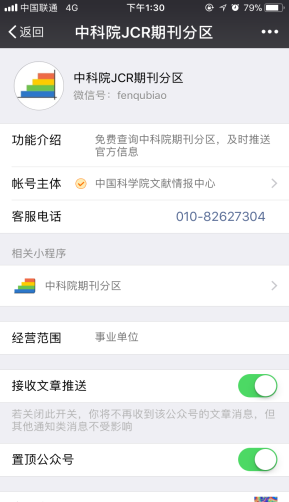 中国联通 4G 下午1:30 79%
返回 中科院JCR期刊分区
中科院JCR期刊分区
微信号：fenqubiao
功能介绍 免费查询中科院期刊分区，及时推送
官方信息
帐号主体 中国科学院文献情报中心
客服电话 010-82627304
相关小程序
中科院期刊分区
经营范围 事业单位
接收文章推送
若关闭此开关，你将不再收到该公众号的文章消息，但
其他通知类消息不受影响
置顶公众号